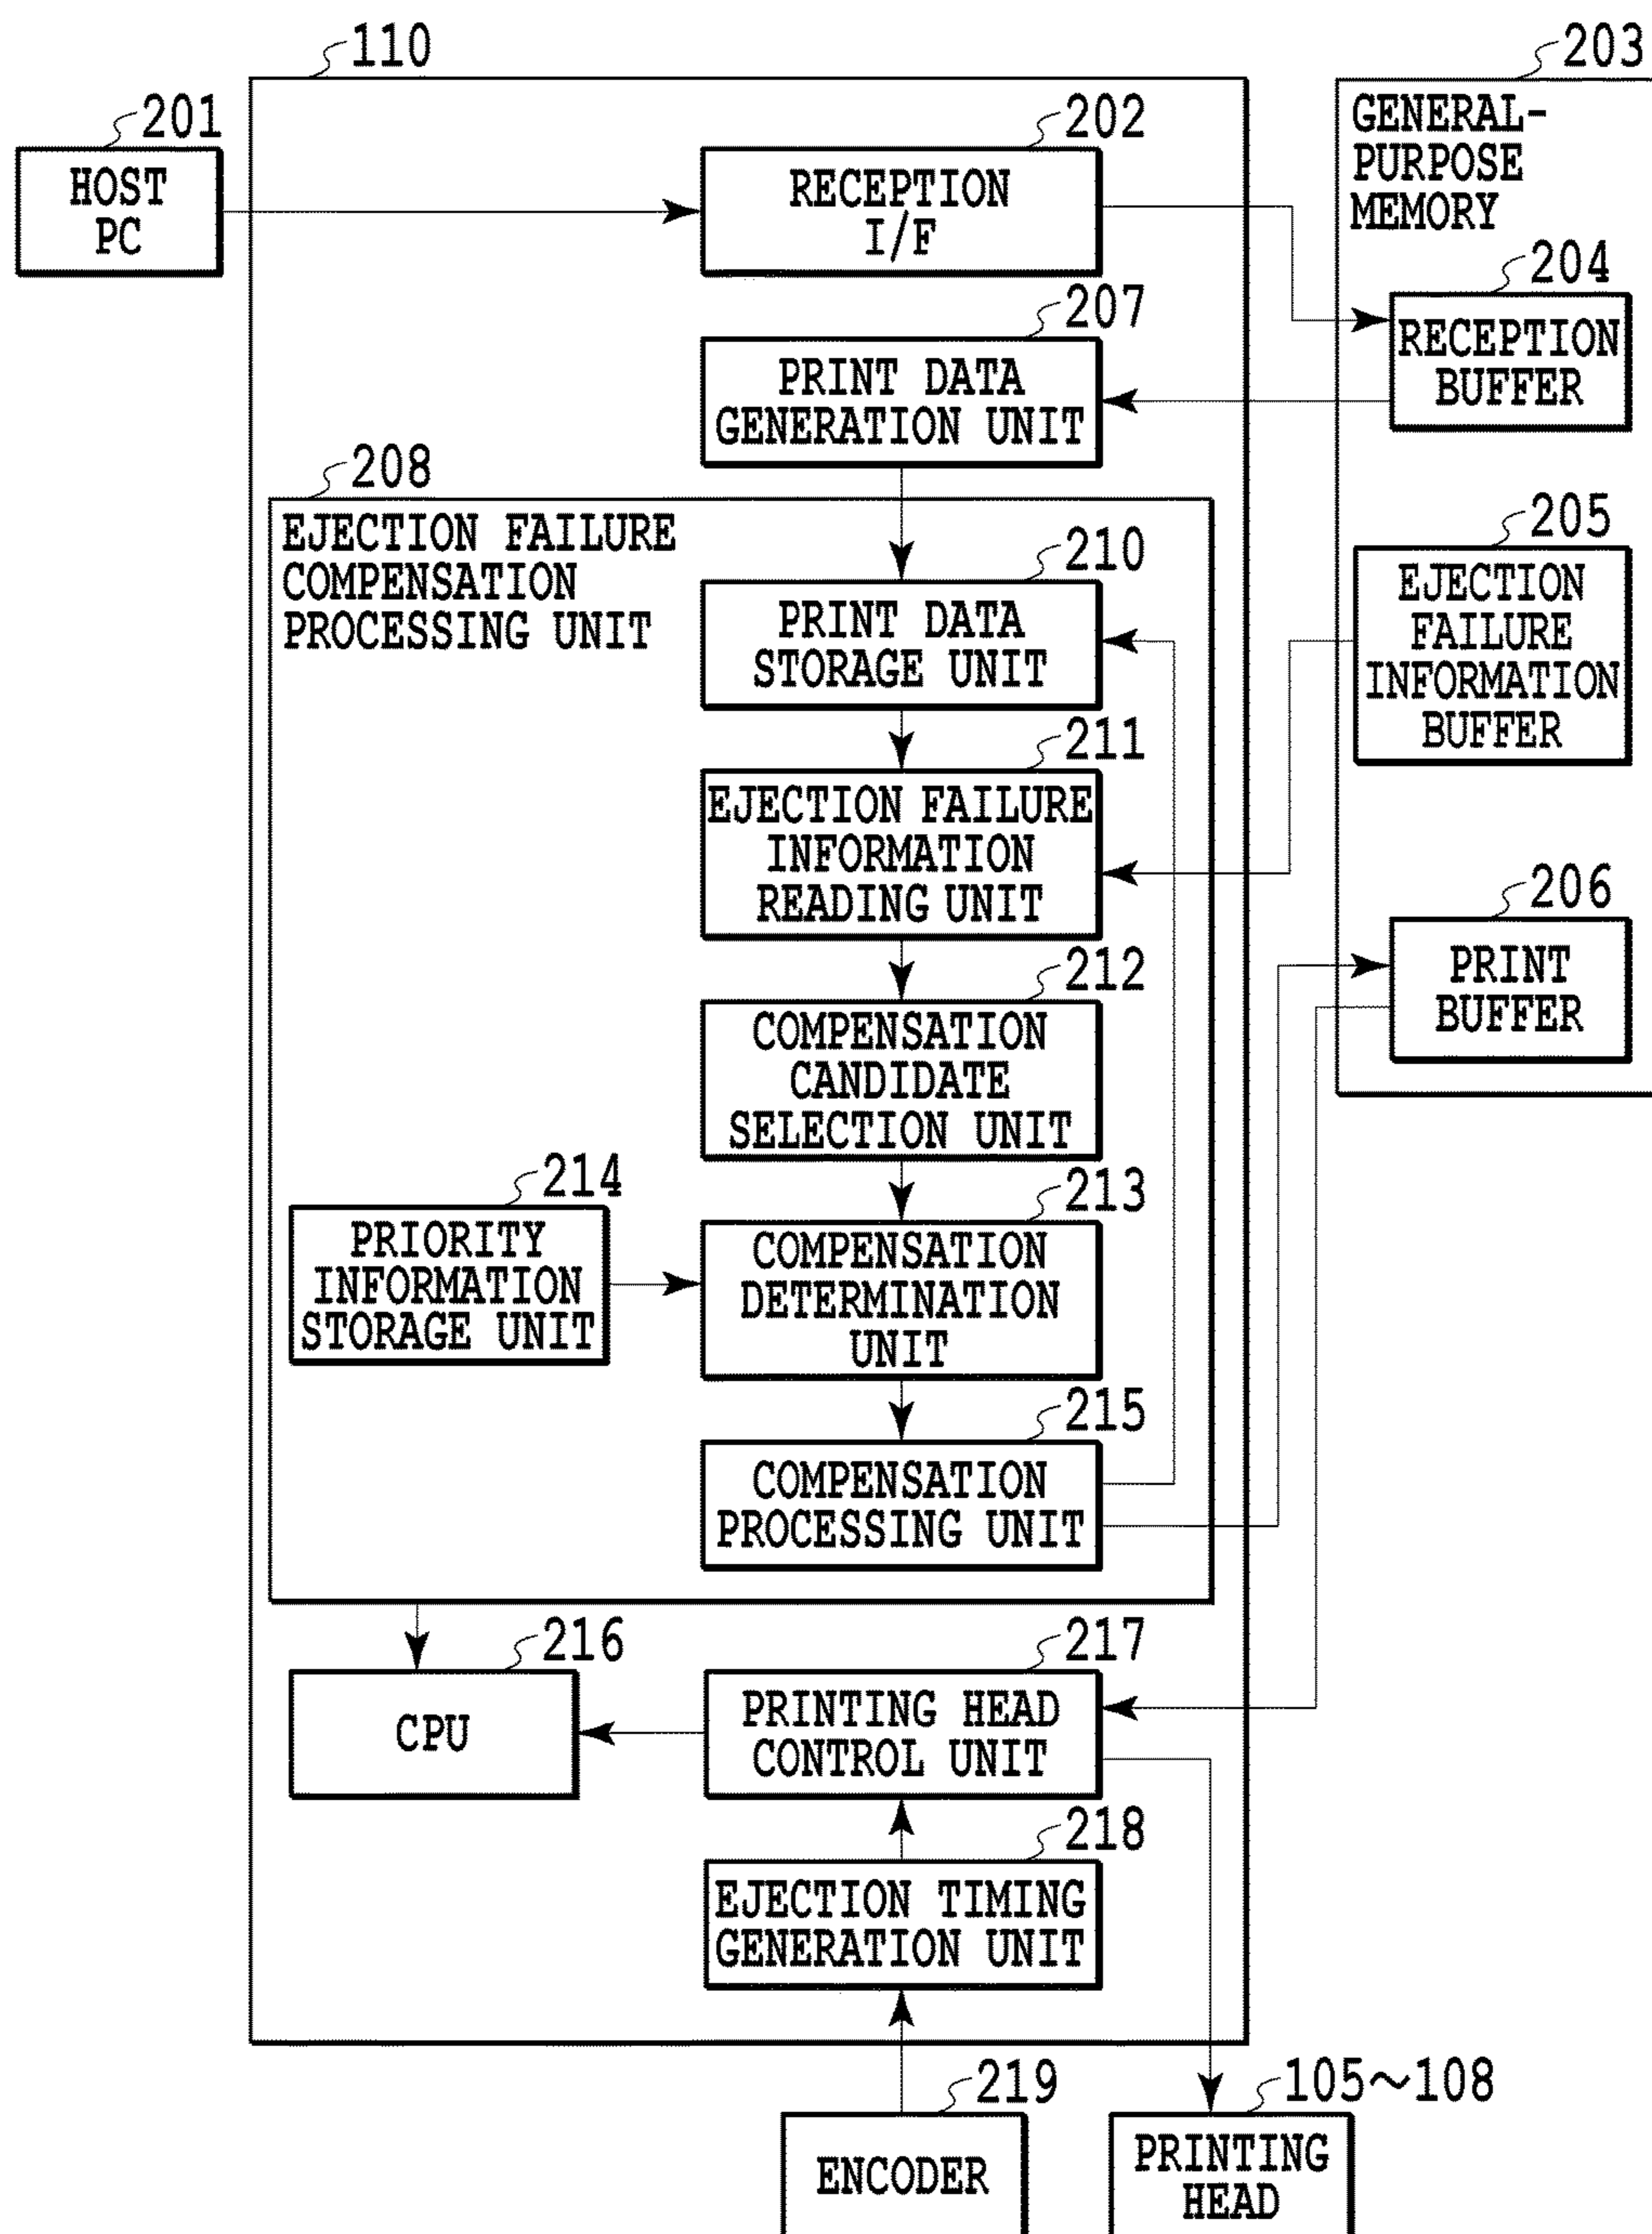 110
203
201
HOST
PC
202
RECEPTION
I/F
GENERAL-
PURPOSE
MEMORY
204
RECEPTION
BUFFER
207
PRINT DATA
GENERATION UNIT
208
EJECTION FAILURE
COMPENSATION
PROCESSING UNIT
205
EJECTION
FAILURE
INFORMATION
BUFFER
210
PRINT DATA
STORAGE UNIT
211
EJECTION FAILURE
INFORMATION
READING UNIT
206
PRINT
BUFFER
212
COMPENSATION
CANDIDATE
SELECTION UNIT
214
PRIORITY
INFORMATION
STORAGE UNIT
213
COMPENSATION
DETERMINATION
UNIT
215
COMPENSATION
PROCESSING UNIT
216
CPU
217
PRINTING HEAD
CONTROL UNIT
218
EJECTION TIMING
GENERATION UNIT
219
ENCODER
105~108
PRINTING
HEAD